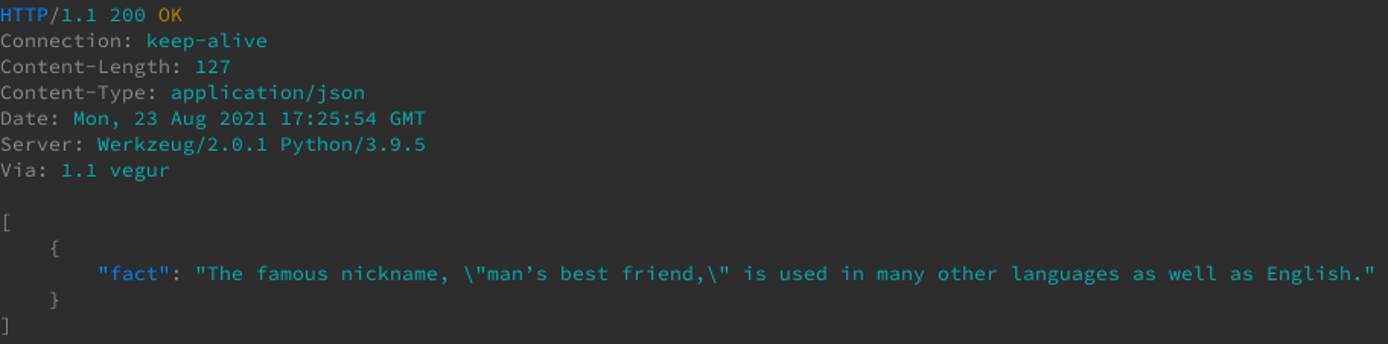 HTTP/1.1 200 OK
Connection: keep-alive
Content-Length: 127
Content-Type: application/json
Date: Mon, 23 Aug 2021 17:25:54 GMT
Server: Werkzeug/2.0.1 Python/3.9.5
Via: 1.1 vegur
[
{
"fact": "The famous nickname, \"man’s best friend,\" is used in many other languages as well as English."
}
]